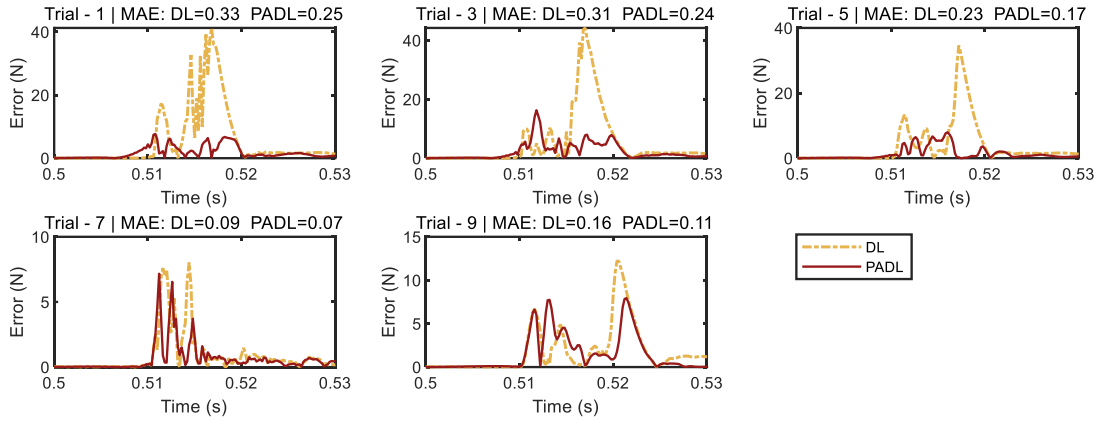 Trial - 1 | MAE: DL=0.33 PADL=0.25
Error (N)
40
20
0
0.5 0.51 0.52 0.53
Time (s)
Trial - 3 | MAE: DL=0.31 PADL=0.24
Error (N)
40
20
0
0.5 0.51 0.52 0.53
Time (s)
Trial - 5 | MAE: DL=0.23 PADL=0.17
Error (N)
40
20
0
0.5 0.51 0.52 0.53
Time (s)
Trial - 7 | MAE: DL=0.09 PADL=0.07
Error (N)
10
5
0
0.5 0.51 0.52 0.53
Time (s)
Trial - 9 | MAE: DL=0.16 PADL=0.11
Error (N)
15
10
5
0
0.5 0.51 0.52 0.53
Time (s)
DL
PADL